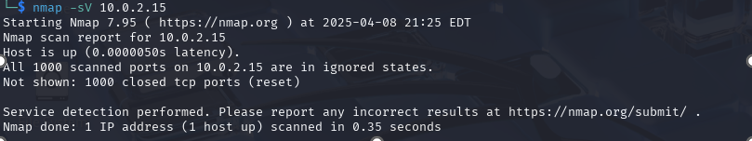 └─$ nmap -sV 10.0.2.15
Starting Nmap 7.95 ( https://nmap.org ) at 2025-04-08 21:25 EDT
Nmap scan report for 10.0.2.15
Host is up (0.0000050s latency).
All 1000 scanned ports on 10.0.2.15 are in ignored states.
Not shown: 1000 closed tcp ports (reset)

Service detection performed. Please report any incorrect results at https://nmap.org/submit/ .
Nmap done: 1 IP address (1 host up) scanned in 0.35 seconds